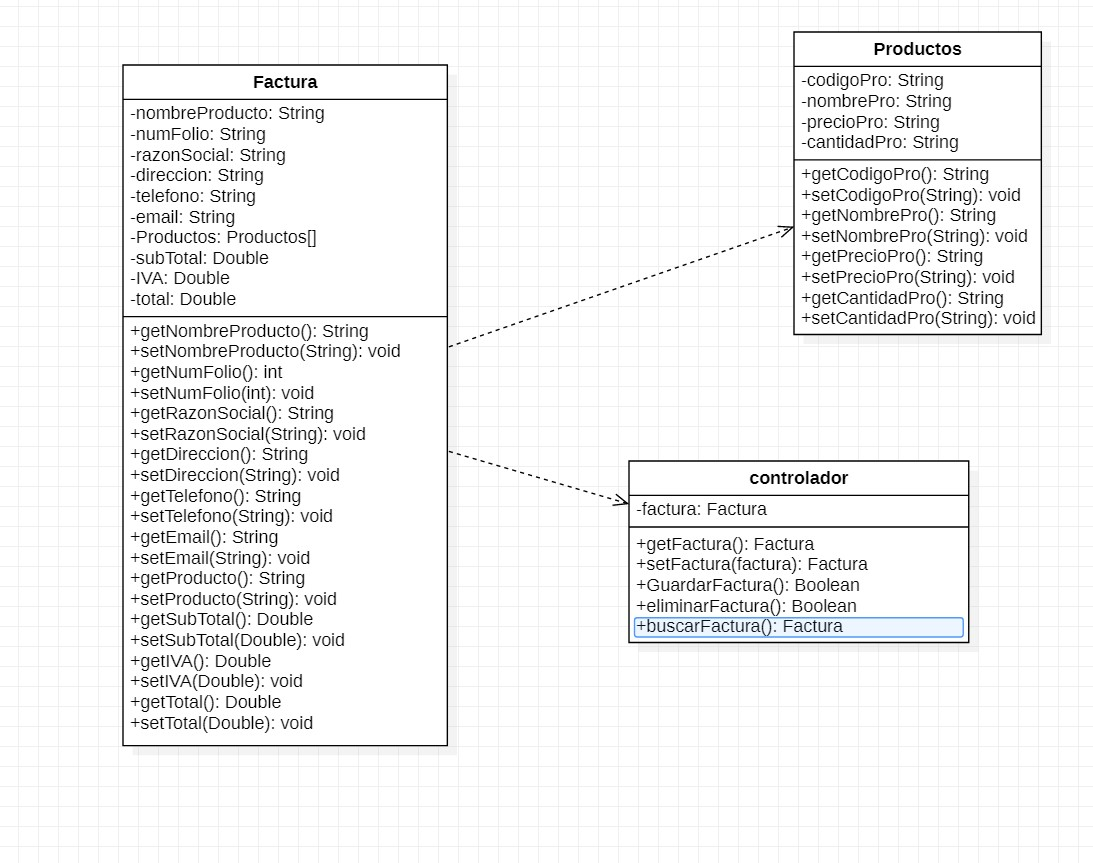 Factura
-nombreProducto: String
-numFolio: String
-razonSocial: String
-direccion: String
-telefono: String
-email: String
-Productos: Productos[]
-subTotal: Double
-IVA: Double
-total: Double
+getNombreProducto(): String
+setNombreProducto(String): void
+getNumFolio(): int
+setNumFolio(int): void
+getRazonSocial(): String
+setRazonSocial(String): void
+getDireccion(): String
+setDireccion(String): void
+getTelefono(): String
+setTelefono(String): void
+getEmail(): String
+setEmail(String): void
+getProducto(): String
+setProducto(String): void
+getSubTotal(): Double
+setSubTotal(Double): void
+getIVA(): Double
+setIVA(Double): void
+getTotal(): Double
+setTotal(Double): void
Productos
-codigoPro: String
-nombrePro: String
-precioPro: String
-cantidadPro: String
+getCodigoPro(): String
+setCodigoPro(String): void
+getNombrePro(): String
+setNombrePro(String): void
+getPrecioPro(): String
+setPrecioPro(String): void
+getCantidadPro(): String
+setCantidadPro(String): void
controlador
-factura: Factura
+getFactura(): Factura
+setFactura(factura): Factura
+GuardarFactura(): Boolean
+eliminarFactura(): Boolean
+buscarFactura(): Factura